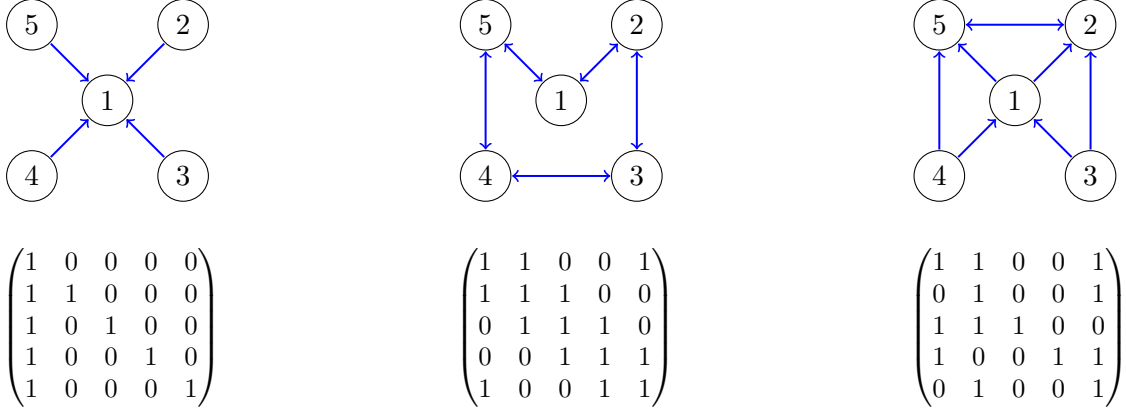 5 2 5 2 5 2
1 1 1
4 3 4 3 4 3
1 0 0 0 0 1 1 0 0 1 1 1 0 0 1
1 1 0 0 0 1 1 1 0 0 0 1 0 0 1
1 0 1 0 0 0 1 1 1 0 1 1 1 0 0
1 0 0 1 0 0 0 1 1 1 1 0 0 1 1
1 0 0 0 1 1 0 0 1 1 0 1 0 0 1